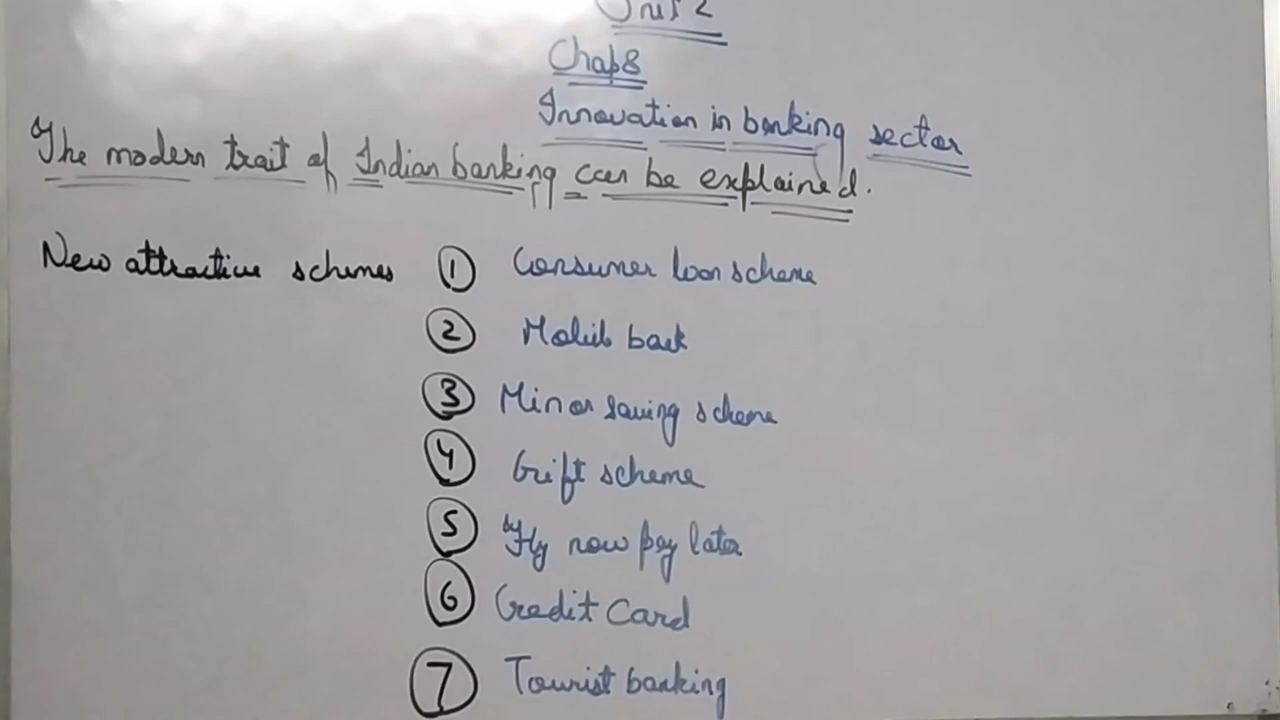 Unit 2
Chap 8
Innovation in banking sector
The modern trait of Indian banking can be explained.
New attractive schemes ① Consumer loan scheme
② Mobile bank
③ Minor saving scheme
④ Gift scheme
⑤ Fly now pay later
⑥ Credit Card
⑦ Tourist banking